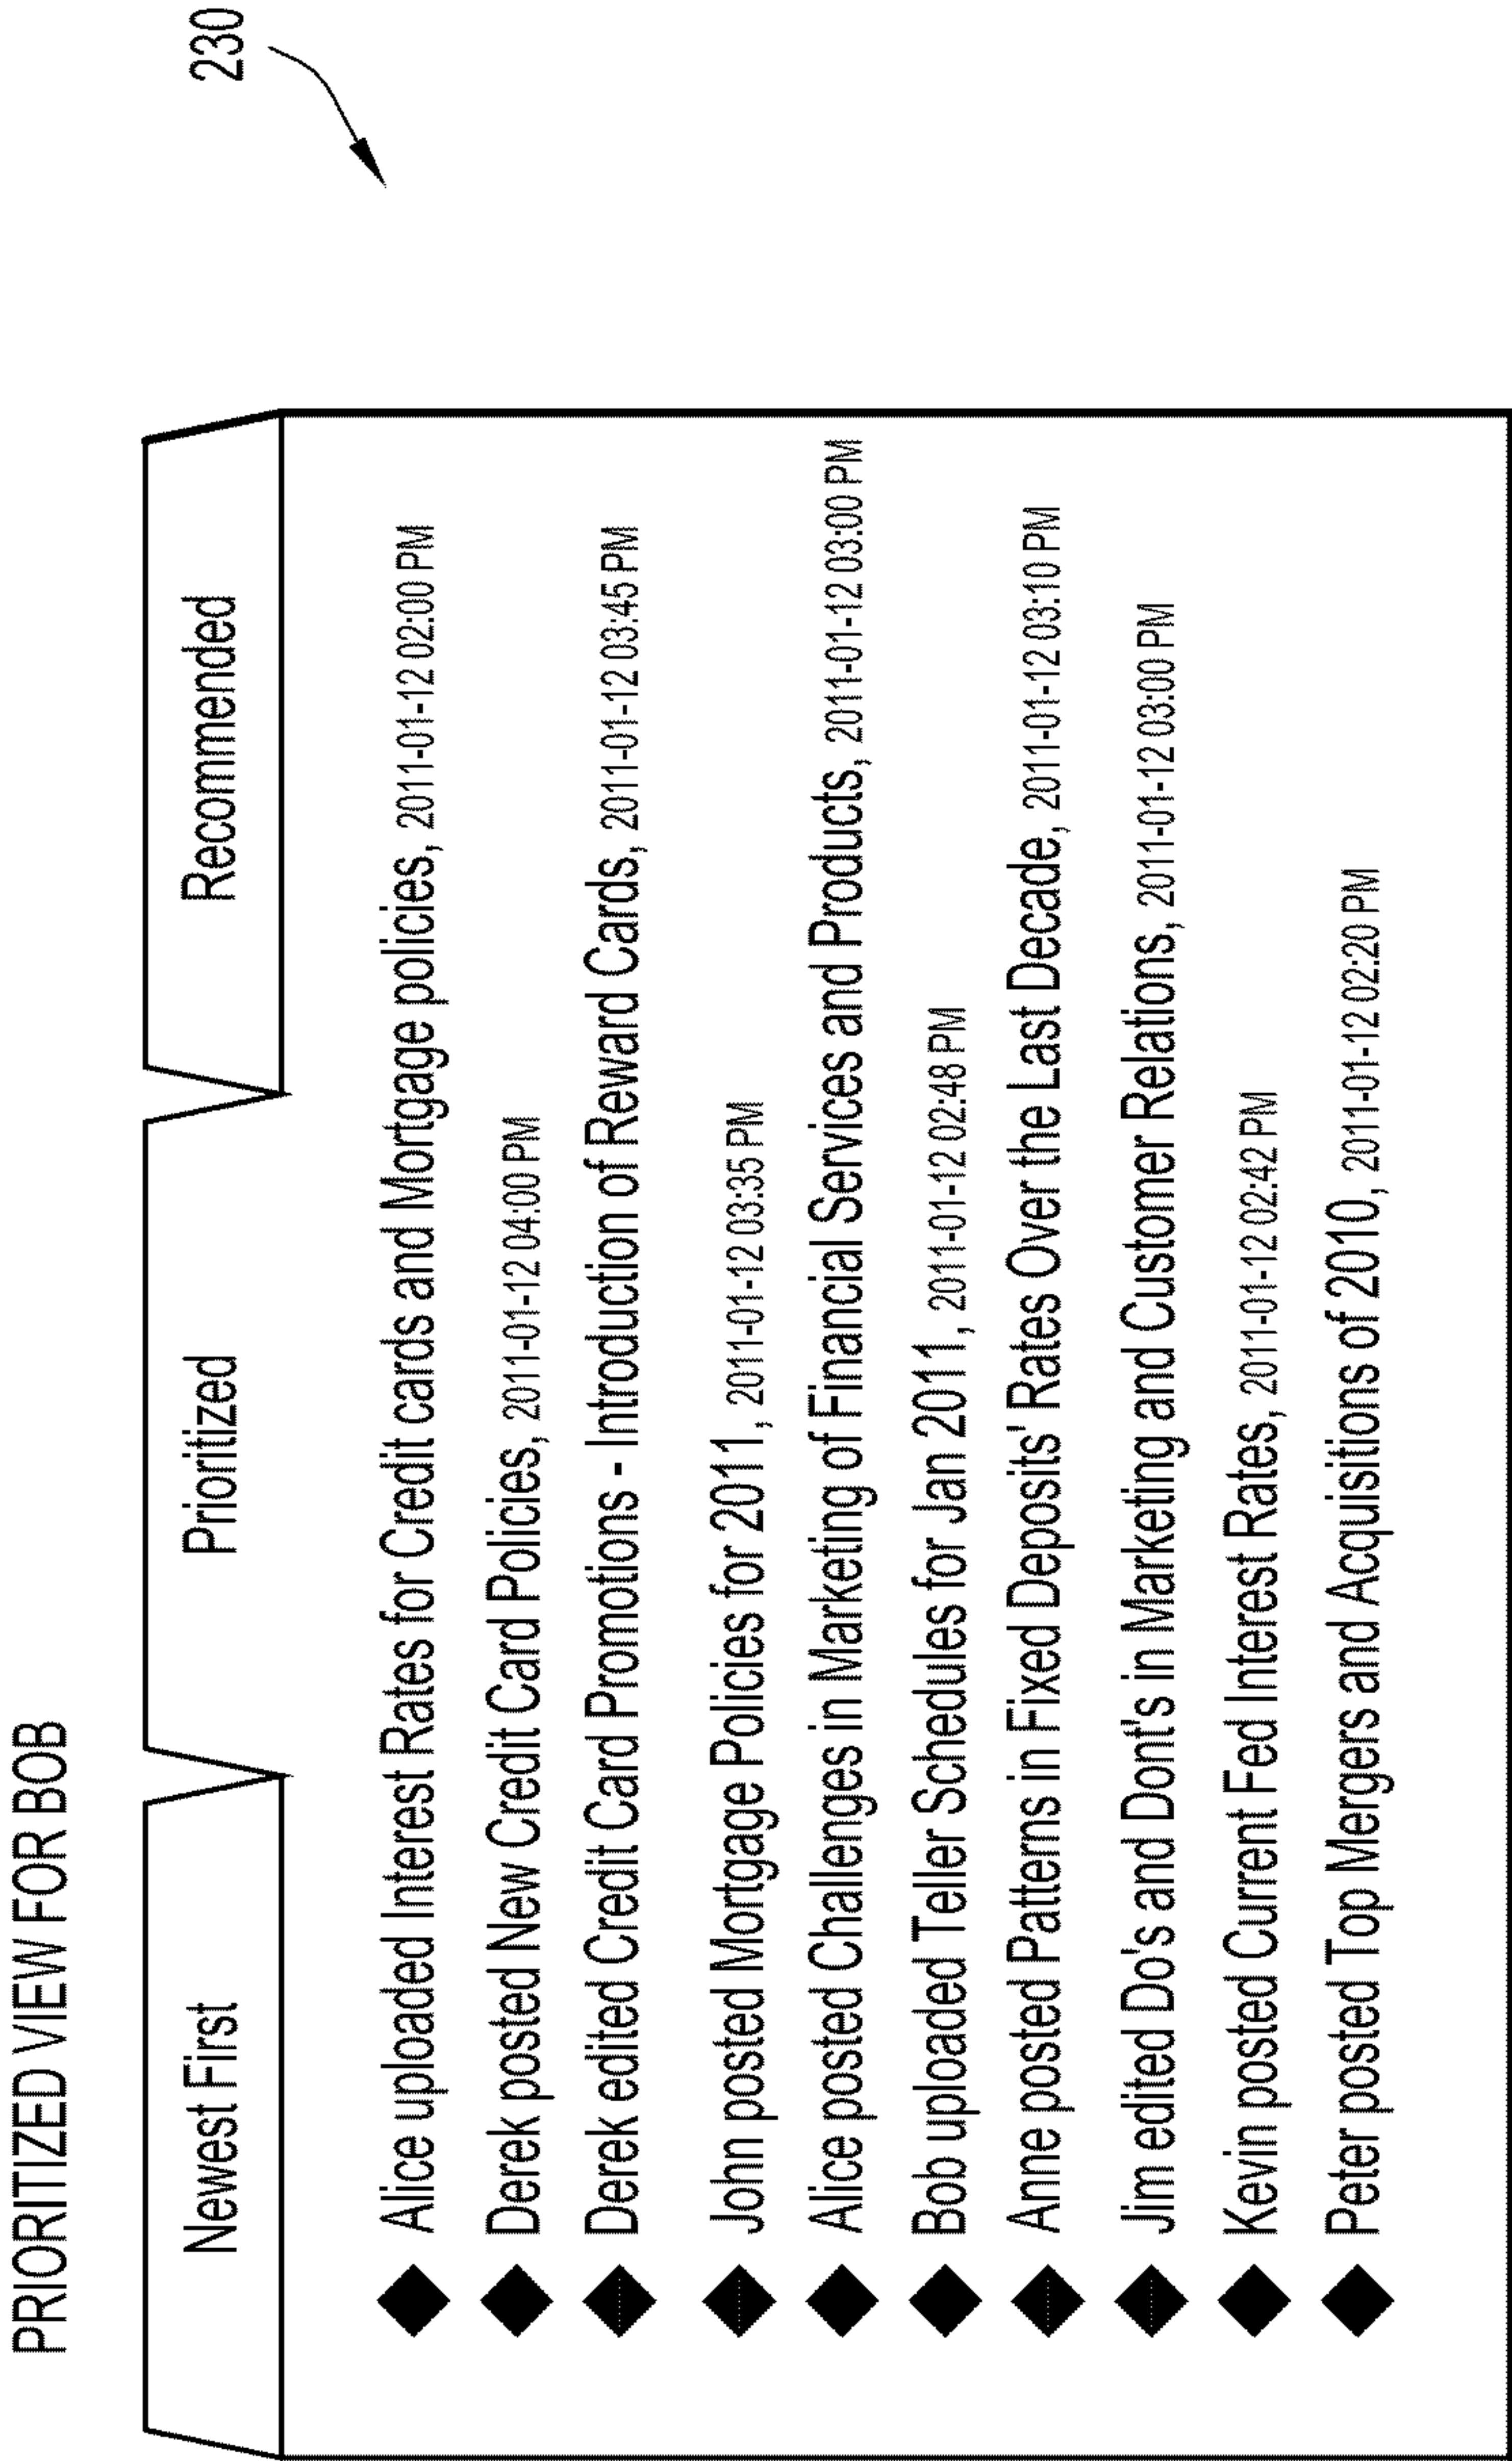 PRIORITIZED VIEW FOR BOB
230
Newest First
Prioritized
Recommended
Alice uploaded Interest Rates for Credit cards and Mortgage policies, 2011-01-12 02:00 PM
Derek posted New Credit Card Policies, 2011-01-12 04:00 PM
Derek edited Credit Card Promotions - Introduction of Reward Cards, 2011-01-12 03:45 PM
John posted Mortgage Policies for 2011, 2011-01-12 03:35 PM
Alice posted Challenges in Marketing of Financial Services and Products, 2011-01-12 03:00 PM
Bob uploaded Teller Schedules for Jan 2011, 2011-01-12 02:48 PM
Anne posted Patterns in Fixed Deposits' Rates Over the Last Decade, 2011-01-12 03:10 PM
Jim edited Do's and Dont's in Marketing and Customer Relations, 2011-01-12 03:00 PM
Kevin posted Current Fed Interest Rates, 2011-01-12 02:42 PM
Peter posted Top Mergers and Acquisitions of 2010, 2011-01-12 02:20 PM